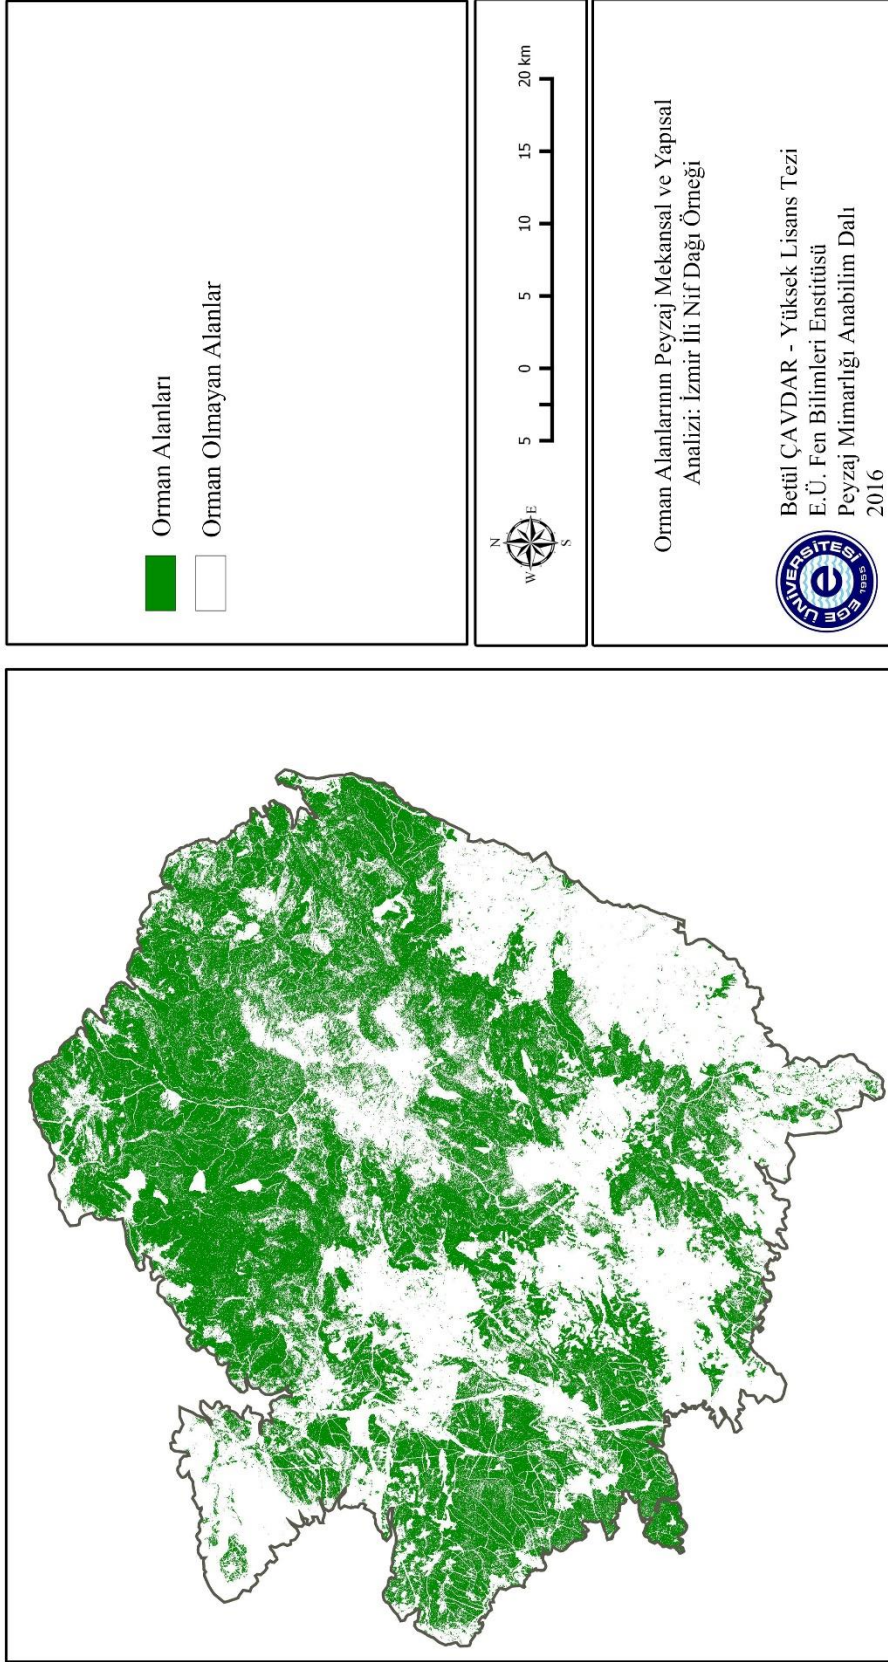 Orman Alanları
Orman Olmayan Alanlar
N
W
E
S
5 0 5 10 15 20 km
Orman Alanlarının Peyzaj Mekansal ve Yapısal
Analizi: İzmir İli Nif Dağı Örneği
EGE ÜNİVERSİTESİ 1955
e
Betül ÇAVDAR - Yüksek Lisans Tezi
E.Ü. Fen Bilimleri Enstitüsü
Peyzaj Mimarlığı Anabilim Dalı
2016